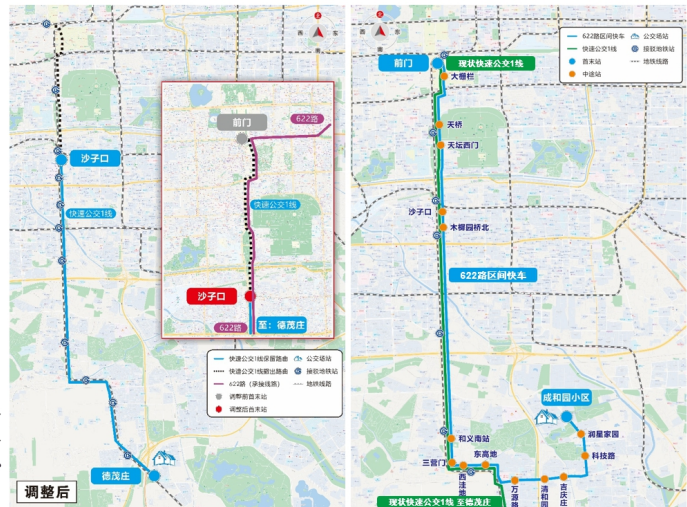 北
西
东
南
前门
622路
快速公交1线
沙子口
至：德茂庄
622路
沙子口
快速公交1线
德茂庄
调整后
快速公交1线保留路由
公交场站
快速公交1线撤出路由
接驳地铁站
622路（承接线路）
地铁线路
调整前首末站
调整后首末站
北
西
东
南
622路区间快车
公交场站
快速公交1线
接驳地铁站
首末站
地铁线路
中途站
前门
现状快速公交1线
大栅栏
天桥
天坛西门
沙子口
木樨园桥北
622路区间快车
成和园小区
润星家园
科技路
和义南站
三营门
东高地
西洼地
万源路
清和园
吉庆庄
现状快速公交1线 至德茂庄